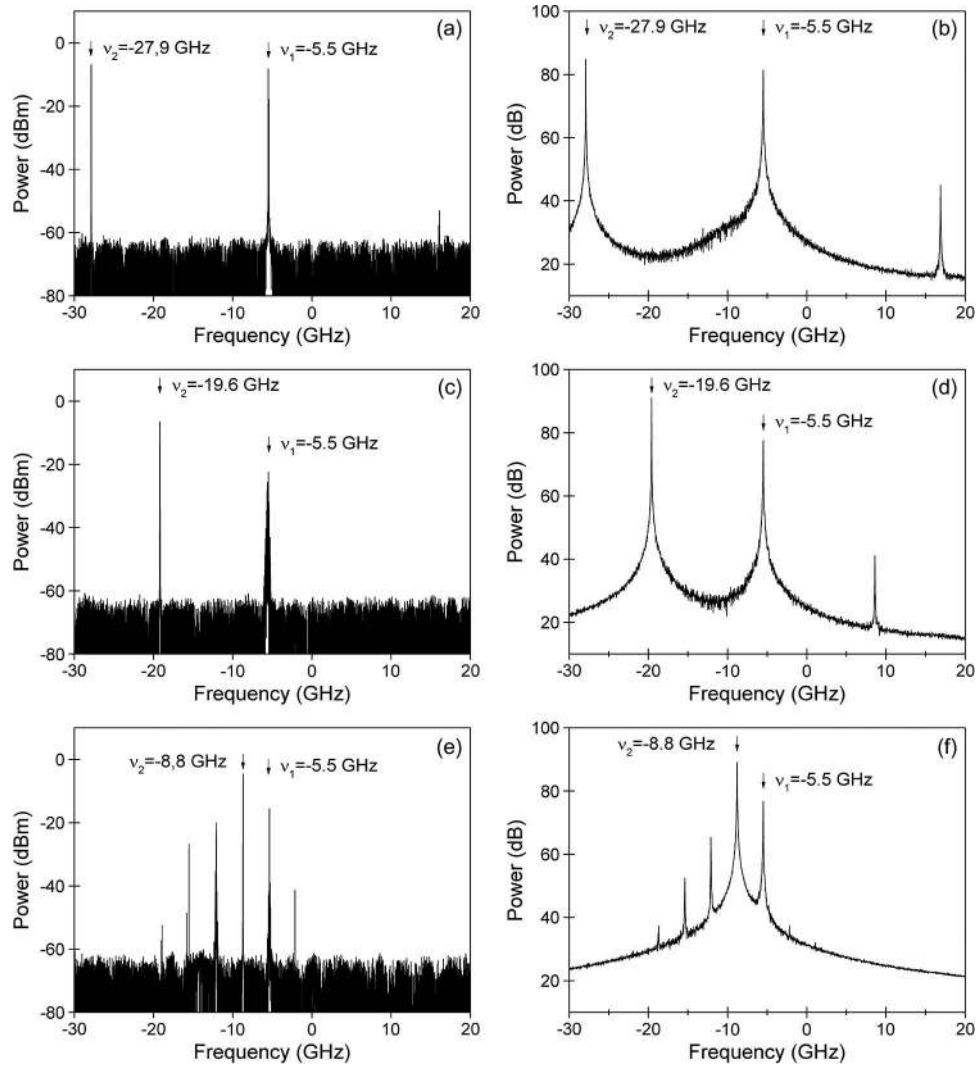 (a)
ν2=-27,9 GHz
ν1=-5.5 GHz
Power (dBm)
0
-20
-40
-60
-80
-30 -20 -10 0 10 20
Frequency (GHz)
(b)
ν2=-27.9 GHz
ν1=-5.5 GHz
Power (dB)
100
80
60
40
20
-30 -20 -10 0 10 20
Frequency (GHz)
(c)
ν2=-19.6 GHz
ν1=-5.5 GHz
Power (dBm)
0
-20
-40
-60
-80
-30 -20 -10 0 10 20
Frequency (GHz)
(d)
ν2=-19.6 GHz
ν1=-5.5 GHz
Power (dB)
100
80
60
40
20
-30 -20 -10 0 10 20
Frequency (GHz)
(e)
ν2=-8,8 GHz
ν1=-5.5 GHz
Power (dBm)
0
-20
-40
-60
-80
-30 -20 -10 0 10 20
Frequency (GHz)
(f)
ν2=-8.8 GHz
ν1=-5.5 GHz
Power (dB)
100
80
60
40
20
-30 -20 -10 0 10 20
Frequency (GHz)